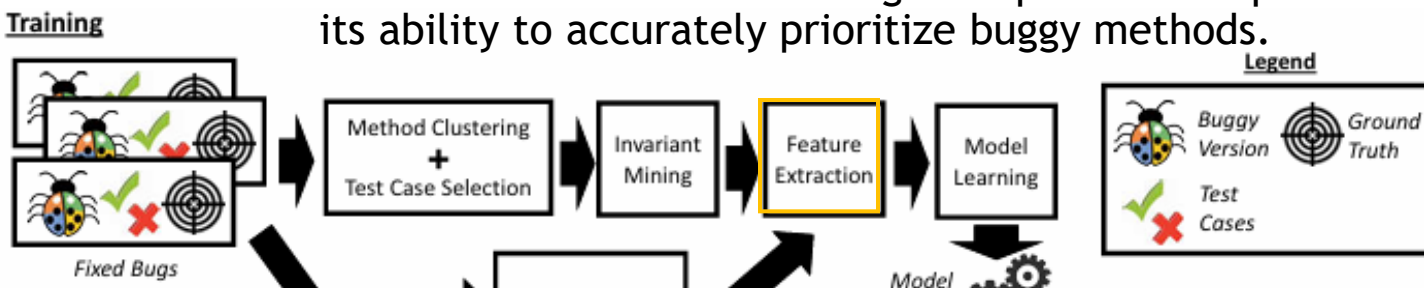 its ability to accurately prioritize buggy methods.
Training
Legend
Method Clustering
+
Test Case Selection
Invariant
Mining
Feature
Extraction
Model
Learning
Buggy
Version
Ground
Truth
Test
Cases
Fixed Bugs
Model